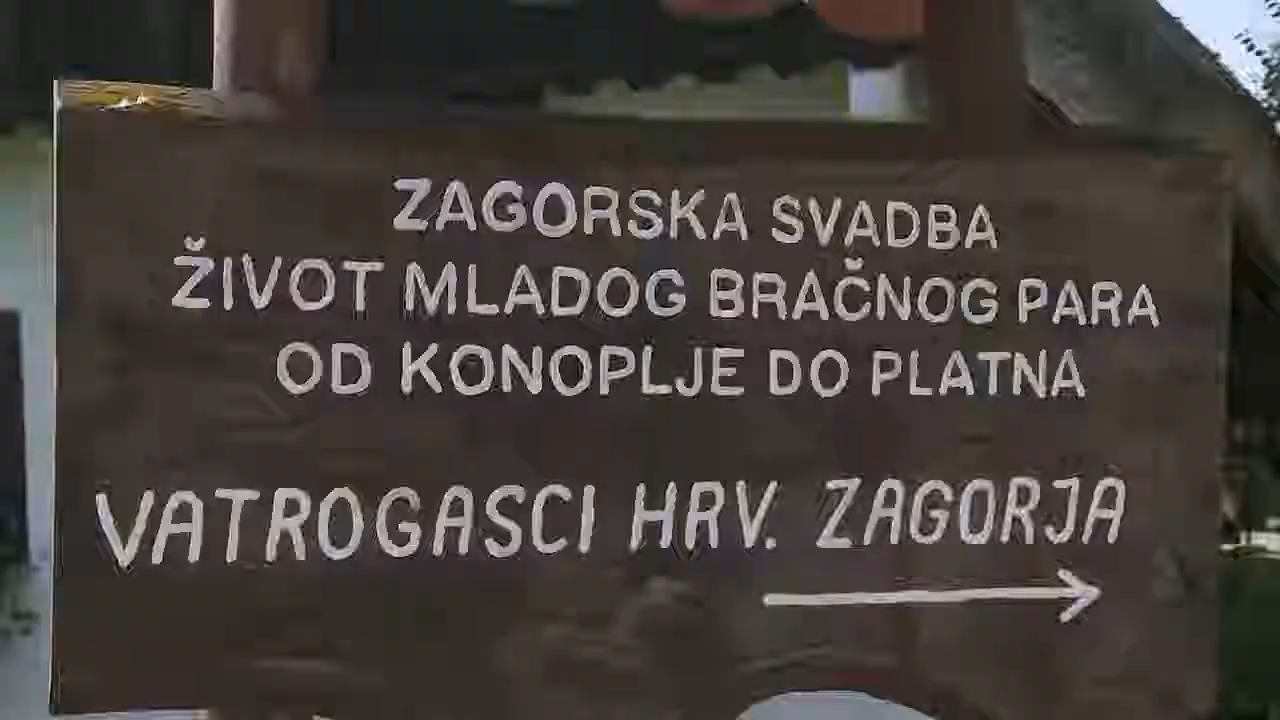 ZAGORSKA SVADBA
ŽIVOT MLADOG BRAČNOG PARA
OD KONOPLJE DO PLATNA
VATROGASCI HRV. ZAGORJA